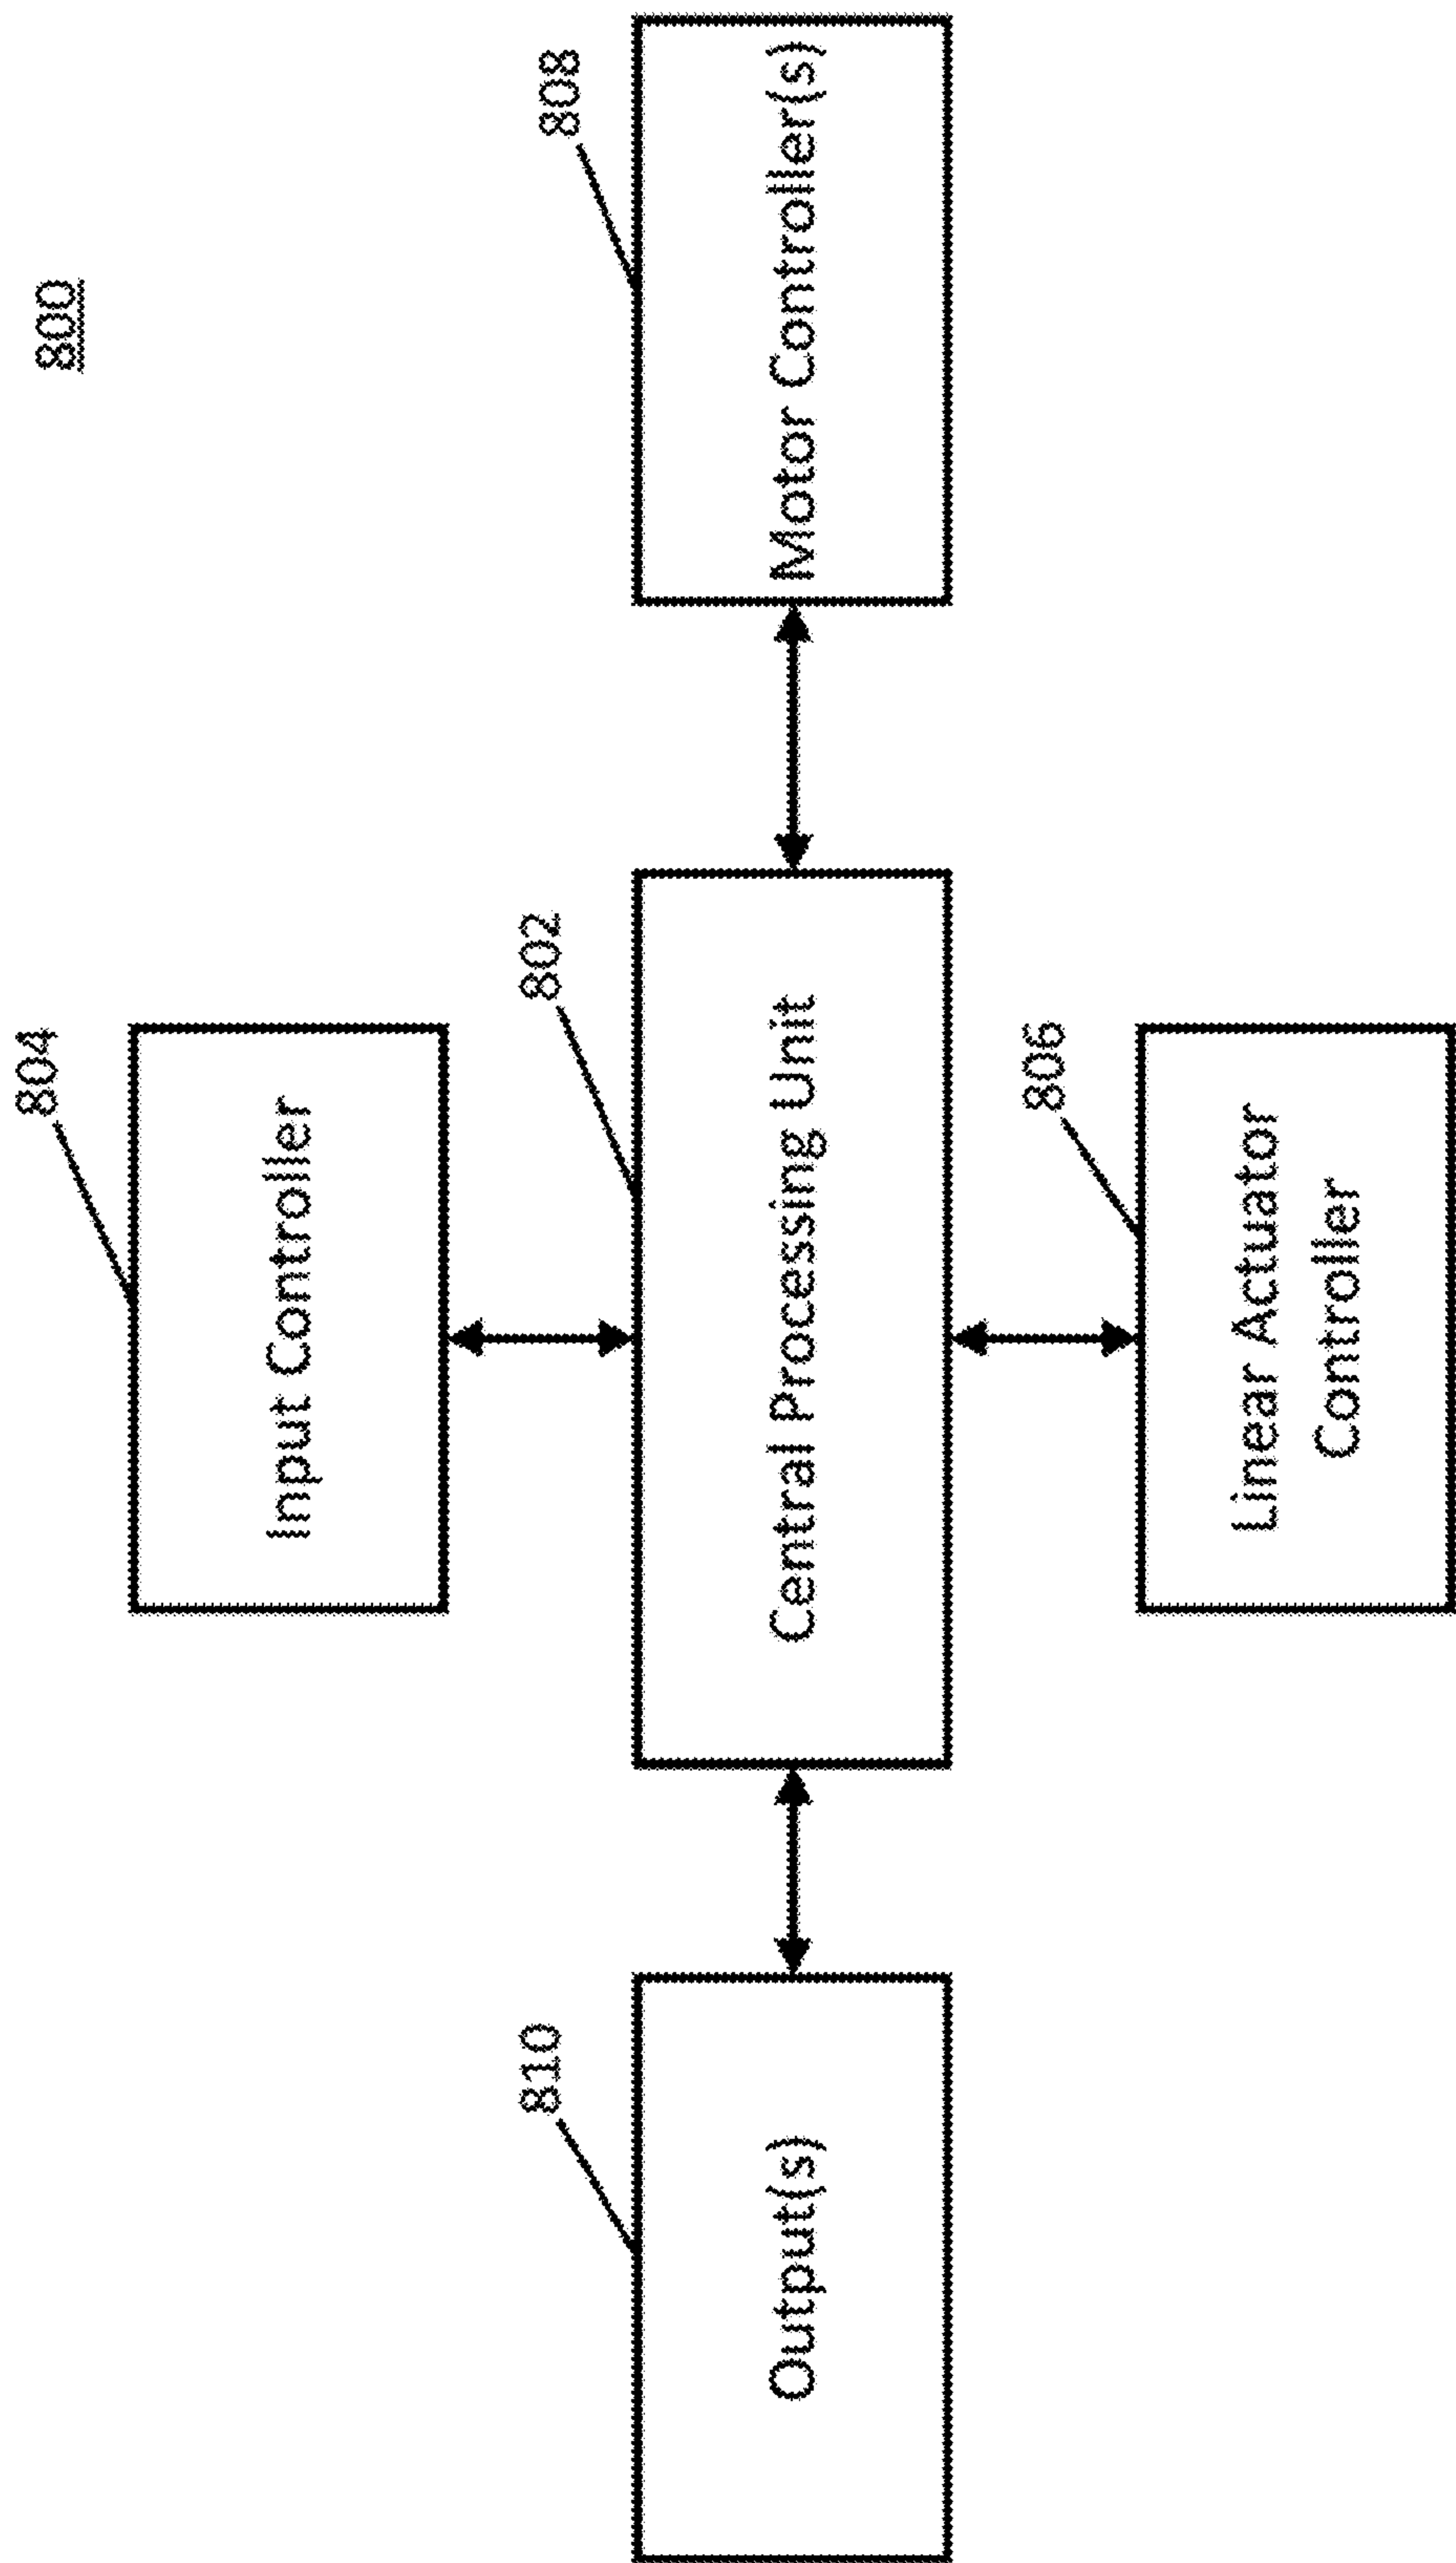 800
804
Input Controller
810
802
808
Output(s)
Central Processing Unit
Motor Controller(s)
806
Linear Actuator
Controller